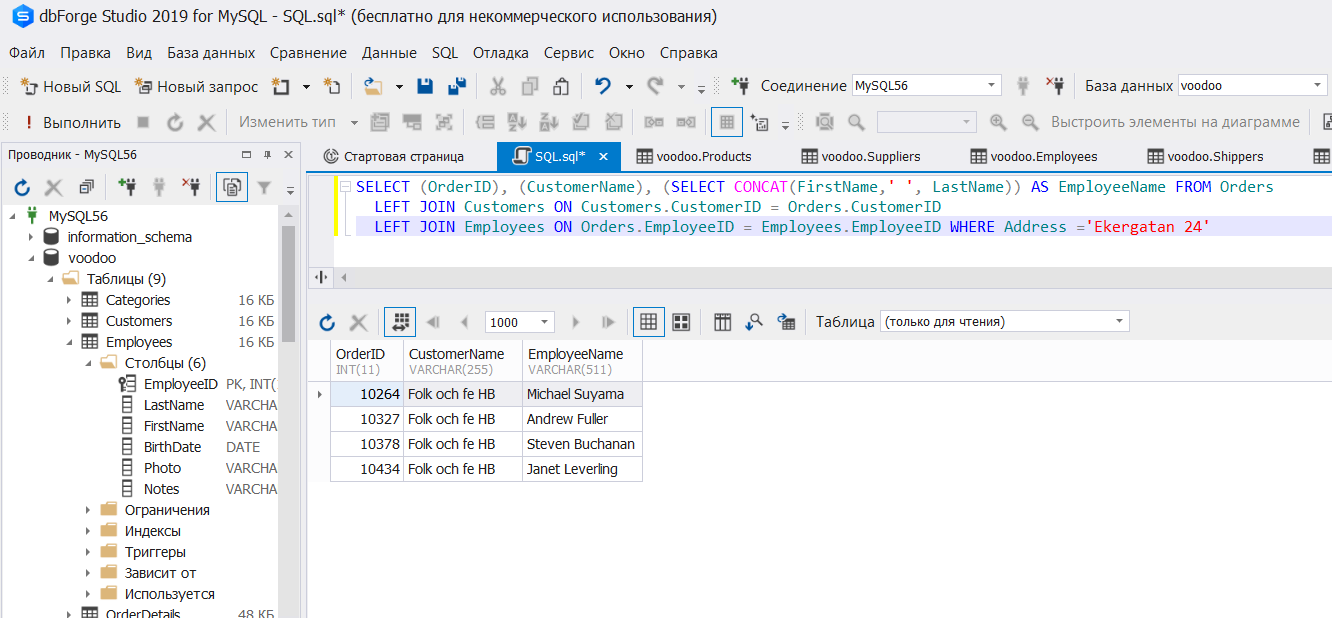 dbForge Studio 2019 for MySQL - SQL.sql* (бесплатно для некоммерческого использования)
Файл Правка Вид База данных Сравнение Данные SQL Отладка Сервис Окно Справка
Новый SQL Новый запрос Соединение MySQL56 База данных voodoo
! Выполнить Изменить тип Выстроить элементы на диаграмме
Проводник - MySQL56
Стартовая страница SQL.sql* voodoo.Products voodoo.Suppliers voodoo.Employees voodoo.Shippers
SELECT (OrderID), (CustomerName), (SELECT CONCAT(FirstName,' ', LastName)) AS EmployeeName FROM Orders
LEFT JOIN Customers ON Customers.CustomerID = Orders.CustomerID
LEFT JOIN Employees ON Orders.EmployeeID = Employees.EmployeeID WHERE Address ='Ekergatan 24'
MySQL56
information_schema
voodoo
Таблицы (9)
Categories 16 КБ
Customers 16 КБ
Employees 16 КБ
Столбцы (6)
EmployeeID PK, INT(
LastName VARCHA
FirstName VARCHA
BirthDate DATE
Photo VARCHA
Notes VARCHA
Ограничения
Индексы
Триггеры
Зависит от
Используется
OrderDetails 48 КБ
1000 Таблица (только для чтения)
OrderID CustomerName EmployeeName
INT(11) VARCHAR(255) VARCHAR(511)
10264 Folk och fe HB Michael Suyama
10327 Folk och fe HB Andrew Fuller
10378 Folk och fe HB Steven Buchanan
10434 Folk och fe HB Janet Leverling